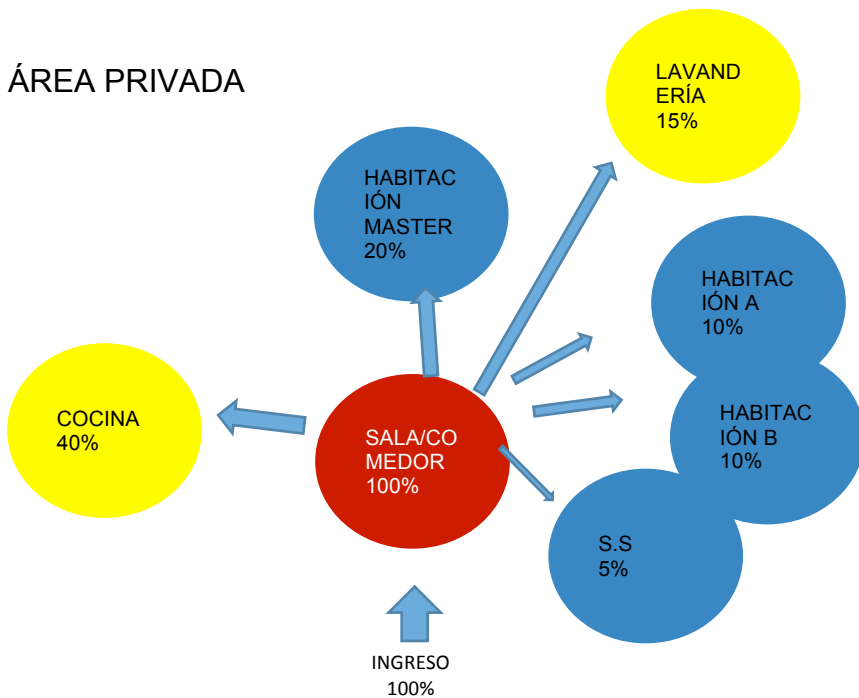 ÁREA PRIVADA
LAVAND
ERÍA
15%
HABITAC
IÓN
MASTER
20%
HABITAC
IÓN A
10%
COCINA
40%
SALA/CO
MEDOR
100%
HABITAC
IÓN B
10%
S.S
5%
INGRESO
100%